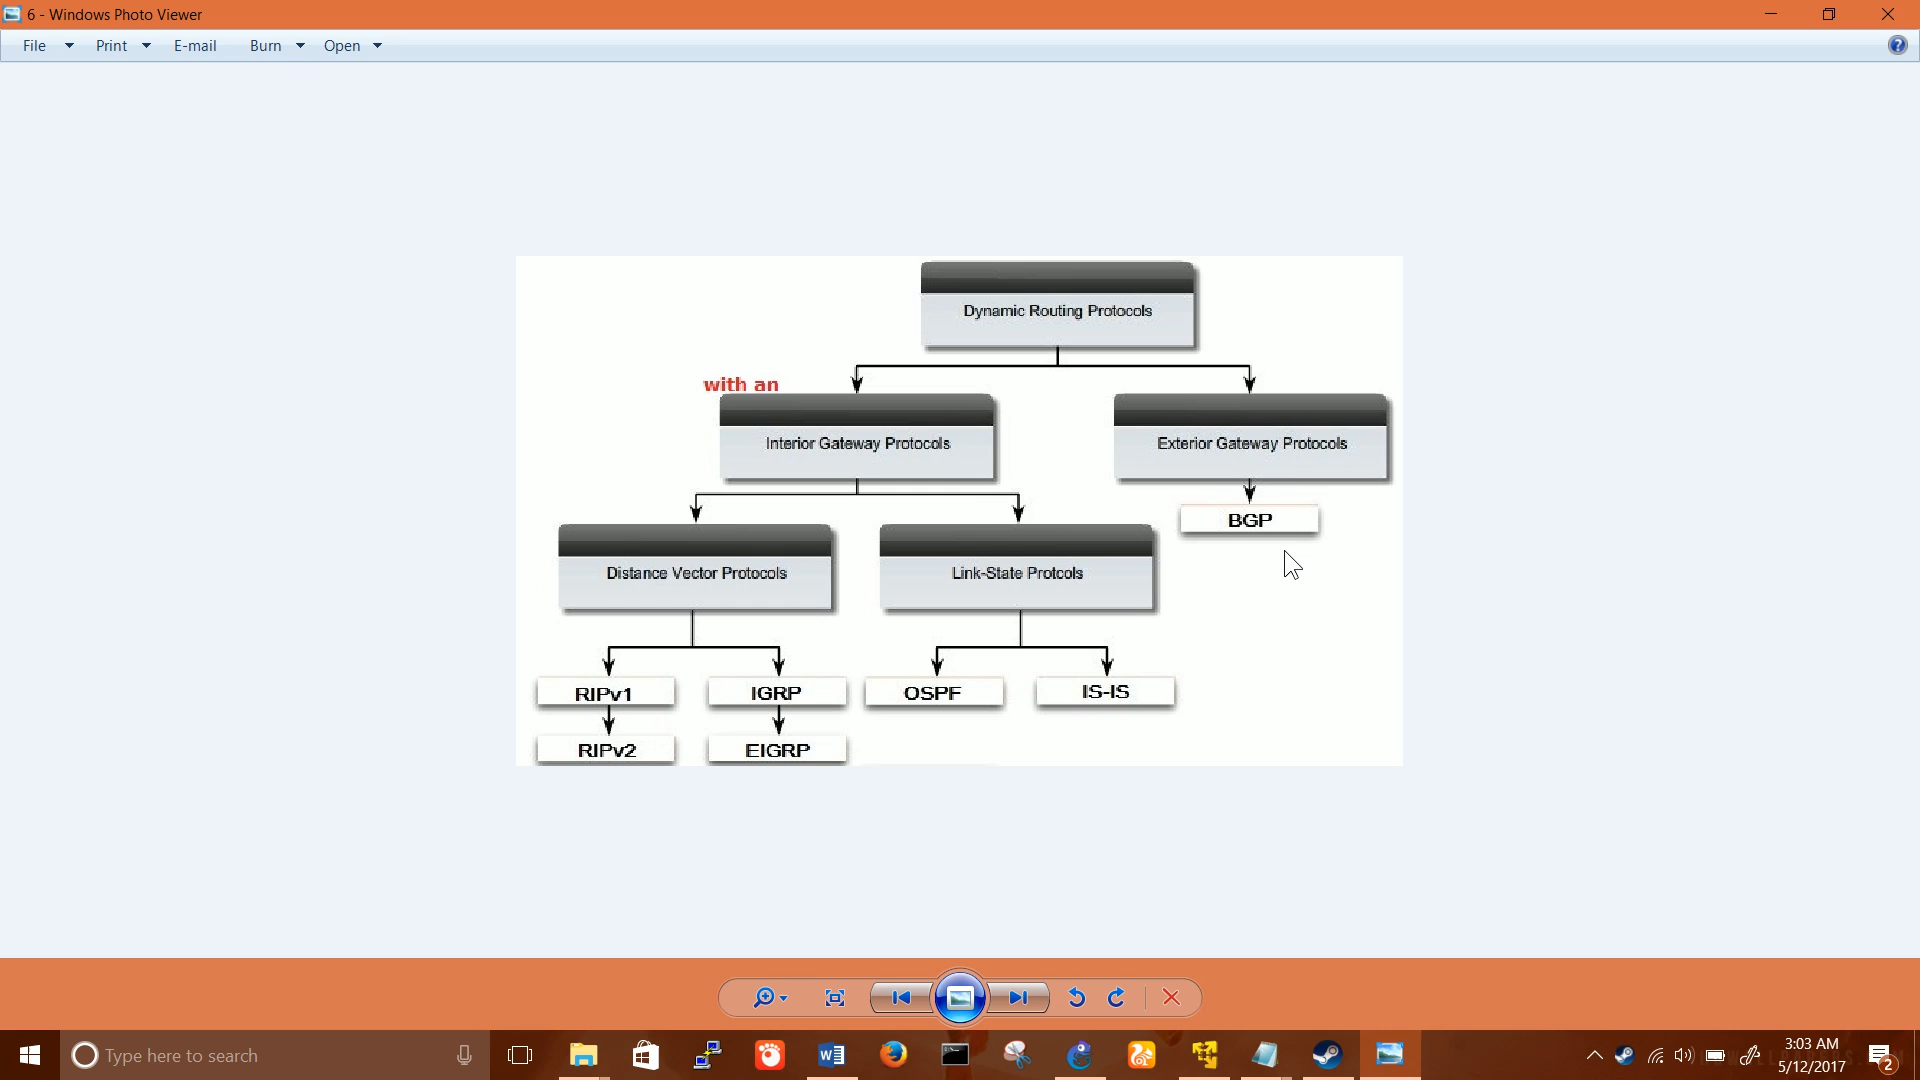 6 - Windows Photo Viewer
File Print E-mail Burn Open
Dynamic Routing Protocols
with an
Interior Gateway Protocols Exterior Gateway Protocols
BGP
Distance Vector Protocols Link-State Protcols
RIPv1 IGRP OSPF IS-IS
RIPv2 EIGRP
Type here to search
3:03 AM
5/12/2017
2